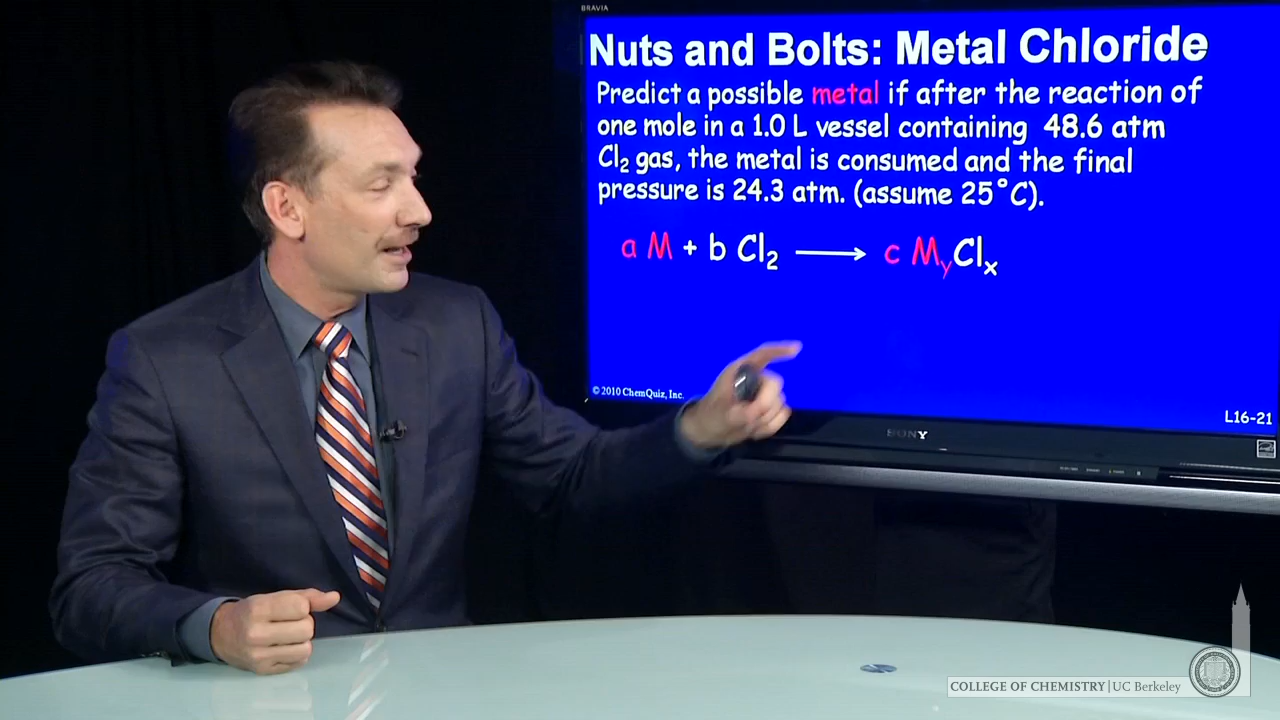 BRAVIA
Nuts and Bolts: Metal Chloride
Predict a possible metal if after the reaction of
one mole in a 1.0 L vessel containing 48.6 atm
Cl₂ gas, the metal is consumed and the final
pressure is 24.3 atm. (assume 25°C).
a M + b Cl₂ ⟶ c MyClₓ
© 2010 ChemQuiz, Inc.
L16-21
SONY
COLLEGE OF CHEMISTRY | UC Berkeley